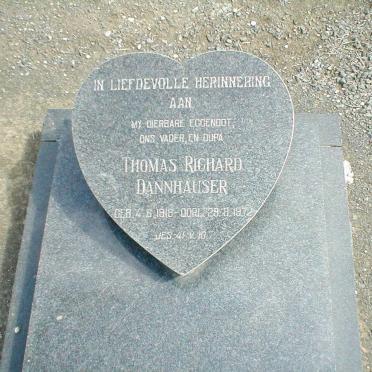 IN LIEFDEVOLLE HERINNERING
AAN
MY DIERBARE EGGENOOT,
ONS VADER, EN OUPA
THOMAS RICHARD
DANNHAUSER
GEB. 4.6.1918-OORL. 29.8.1972
JES. 41 V. 10.